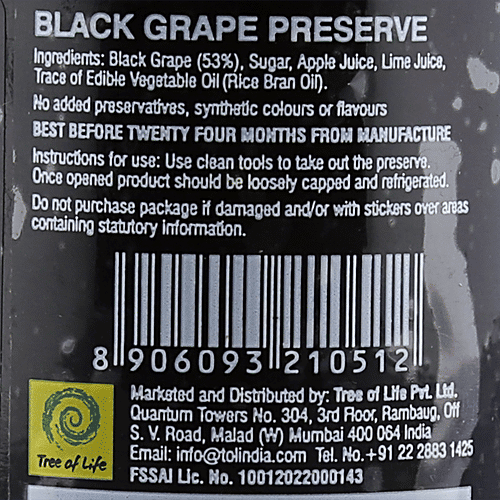 BLACK GRAPE PRESERVE
Ingredients: Black Grape (53%), Sugar, Apple Juice, Lime Juice,
Trace of Edible Vegetable Oil (Rice Bran Oil).
No added preservatives, synthetic colours or flavours
BEST BEFORE TWENTY FOUR MONTHS FROM MANUFACTURE
Instructions for use: Use clean tools to take out the preserve.
Once opened product should be loosely capped and refrigerated.
Do not purchase package if damaged and/or with stickers over areas
containing statutory information.
8 906093 210512
Tree of Life
Marketed and Distributed by: Tree of Life Pvt. Ltd.
Quantum Towers No. 304, 3rd Floor, Rambaug, Off
S. V. Road, Malad (W) Mumbai 400 064 India
Email: info@tolindia.com Tel. No.+91 22 2883 1425
FSSAI Lic. No. 10012022000143